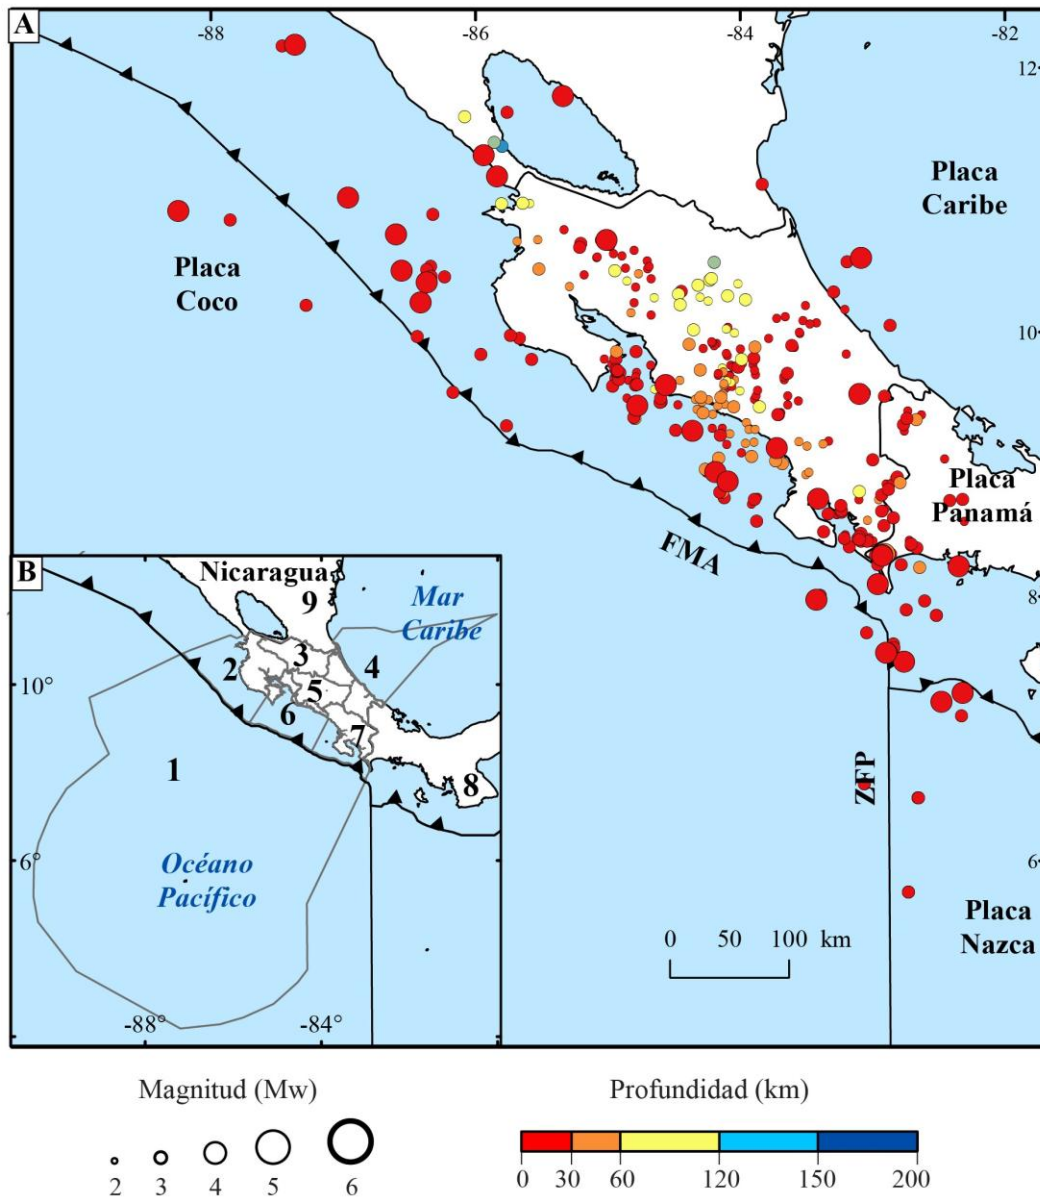 A
-88
-86
-84
-82
12
Placa
Caribe
Placa
Coco
10
Placa
Panamá
FMA
8
B
Nicaragua
9
Mar
Caribe
2
3
4
10°
5
6
7
1
8
ZFP
6°
6
Océano
Pacífico
Placa
Nazca
0 50 100 km
-88°
-84°
Magnitud (Mw)
2 3 4 5 6
Profundidad (km)
0 30 60 120 150 200